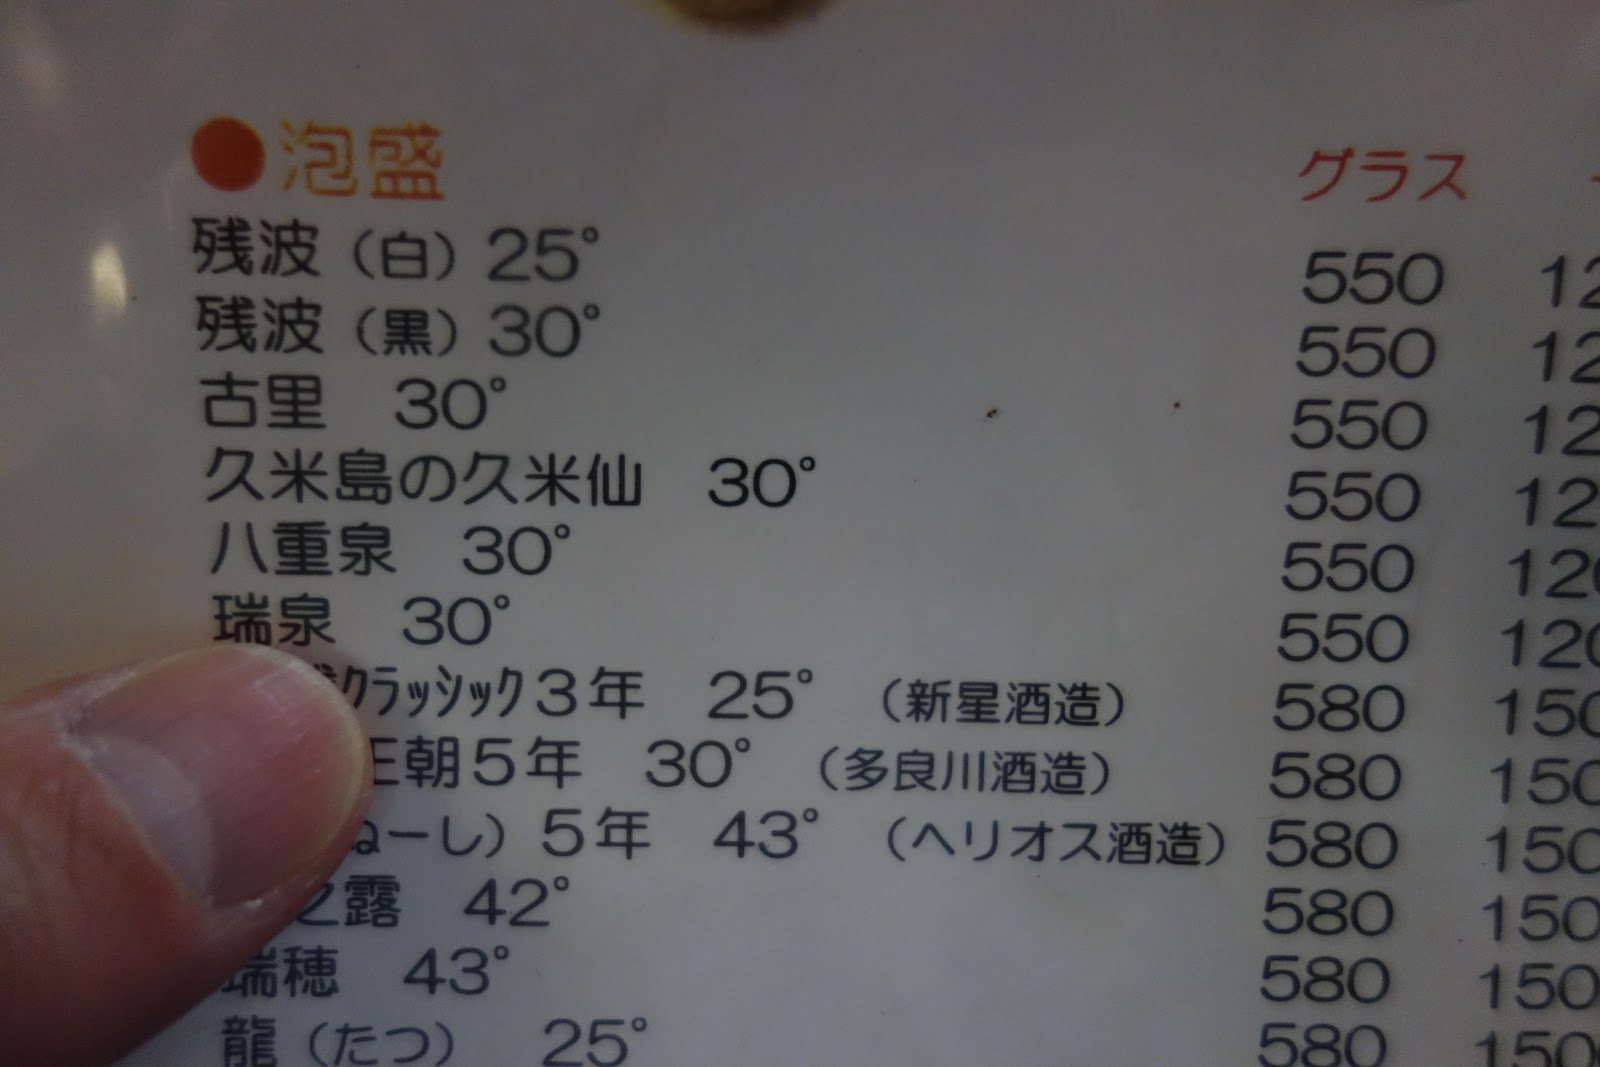 ●泡盛 グラス
残波（白）25° 550
残波（黒）30° 550
古里 30° 550
久米島の久米仙 30° 550
八重泉 30° 550
瑞泉 30° 550
ｸﾗｯｼｯｸ３年 25° （新星酒造） 580
王朝５年 30° （多良川酒造） 580
ねーし）５年 43° （ヘリオス酒造） 580
之露 42° 580
瑞穂 43° 580
龍（たつ） 25° 580